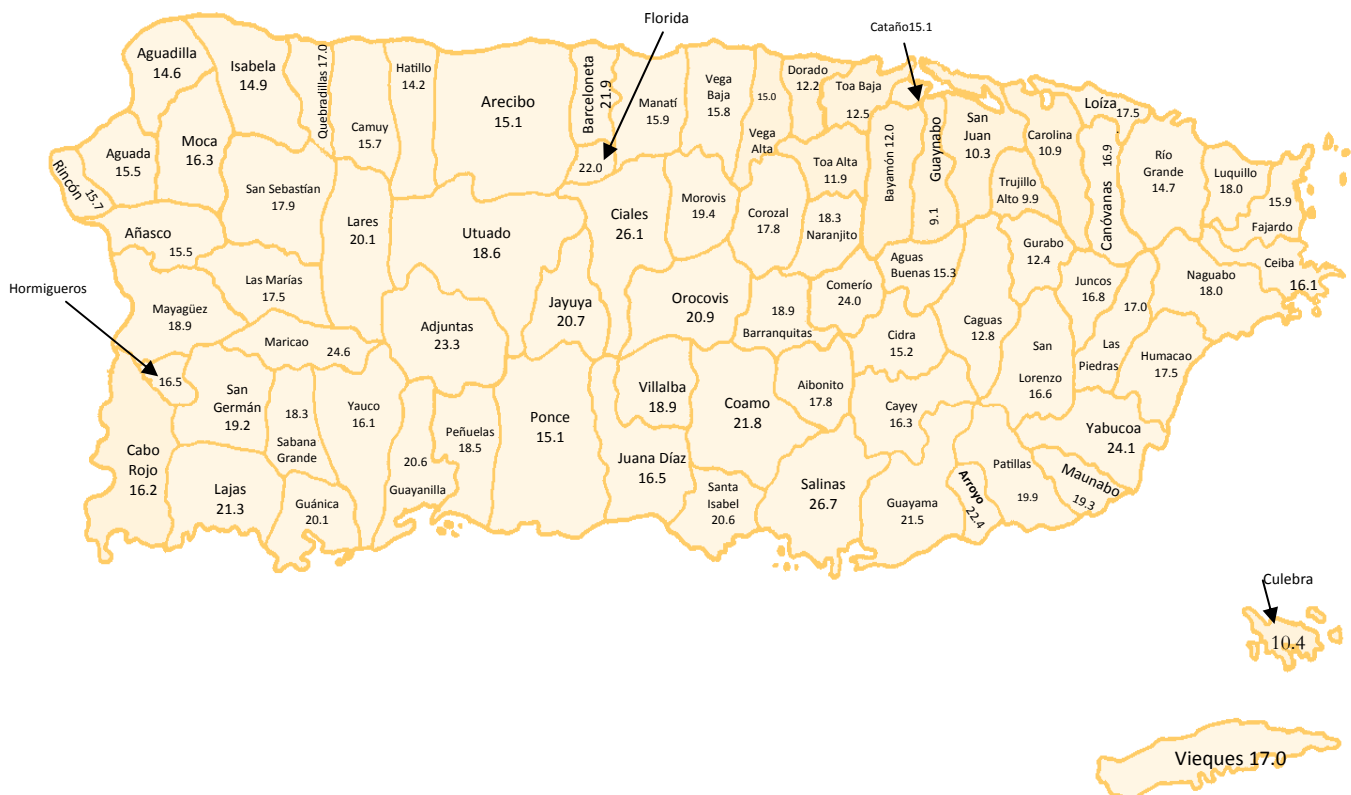 Florida
22.0
Cataño15.1
Aguadilla
14.6
Isabela
14.9
Quebradillas 17.0
Camuy
15.7
Hatillo
14.2
Arecibo
15.1
Barceloneta
21.9
Manatí
15.9
Vega
Baja
15.8
15.0
Vega
Alta
Dorado
12.2
Toa Baja
12.5
Toa Alta
11.9
Bayamón 12.0
Guaynabo
9.1
San
Juan
10.3
Trujillo
Alto 9.9
Carolina
10.9
Loíza
17.5
Canóvanas
16.9
Río
Grande
14.7
Luquillo
18.0
15.9
Fajardo
Ceiba
16.1
Naguabo
18.0
Rincón
15.7
Aguada
15.5
Moca
16.3
San Sebastían
17.9
Lares
20.1
Utuado
18.6
Ciales
26.1
Morovis
19.4
Corozal
17.8
18.3
Naranjito
Aguas
Buenas 15.3
Gurabo
12.4
Juncos
16.8
17.0
Las
Piedras
Humacao
17.5
Añasco
15.5
Las Marías
17.5
Hormigueros
16.5
Mayagüez
18.9
Maricao
24.6
Adjuntas
23.3
Jayuya
20.7
Orocovis
20.9
18.9
Barranquitas
Comerío
24.0
Cidra
15.2
Caguas
12.8
San
Lorenzo
16.6
San
Germán
19.2
18.3
Sabana
Grande
Yauco
16.1
20.6
Guayanilla
Peñuelas
18.5
Ponce
15.1
Villalba
18.9
Coamo
21.8
Aibonito
17.8
Cayey
16.3
Yabucoa
24.1
Cabo
Rojo
16.2
Lajas
21.3
Guánica
20.1
Juana Díaz
16.5
Santa
Isabel
20.6
Salinas
26.7
Guayama
21.5
Arroyo
22.4
Patillas
19.9
Maunabo
19.3
Culebra
10.4
Vieques 17.0